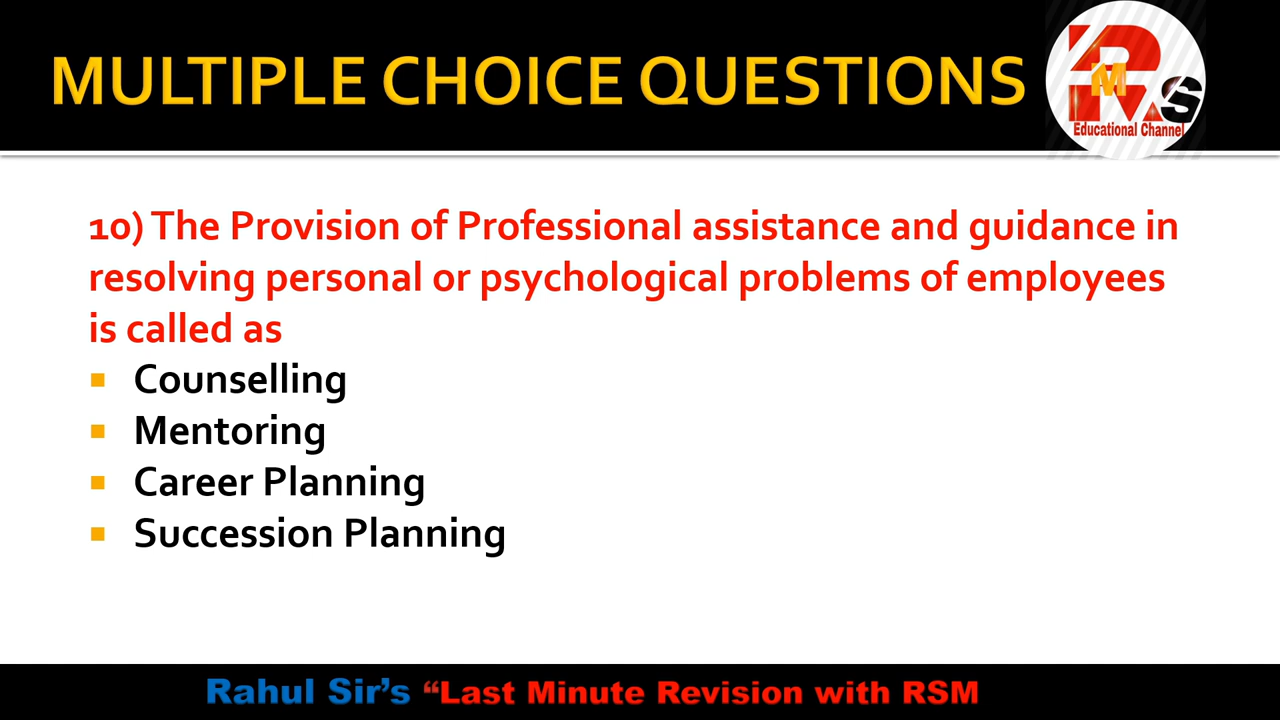 MULTIPLE CHOICE QUESTIONS
RMS
Educational Channel
10) The Provision of Professional assistance and guidance in
resolving personal or psychological problems of employees
is called as
Counselling
Mentoring
Career Planning
Succession Planning
Rahul Sir's “Last Minute Revision with RSM